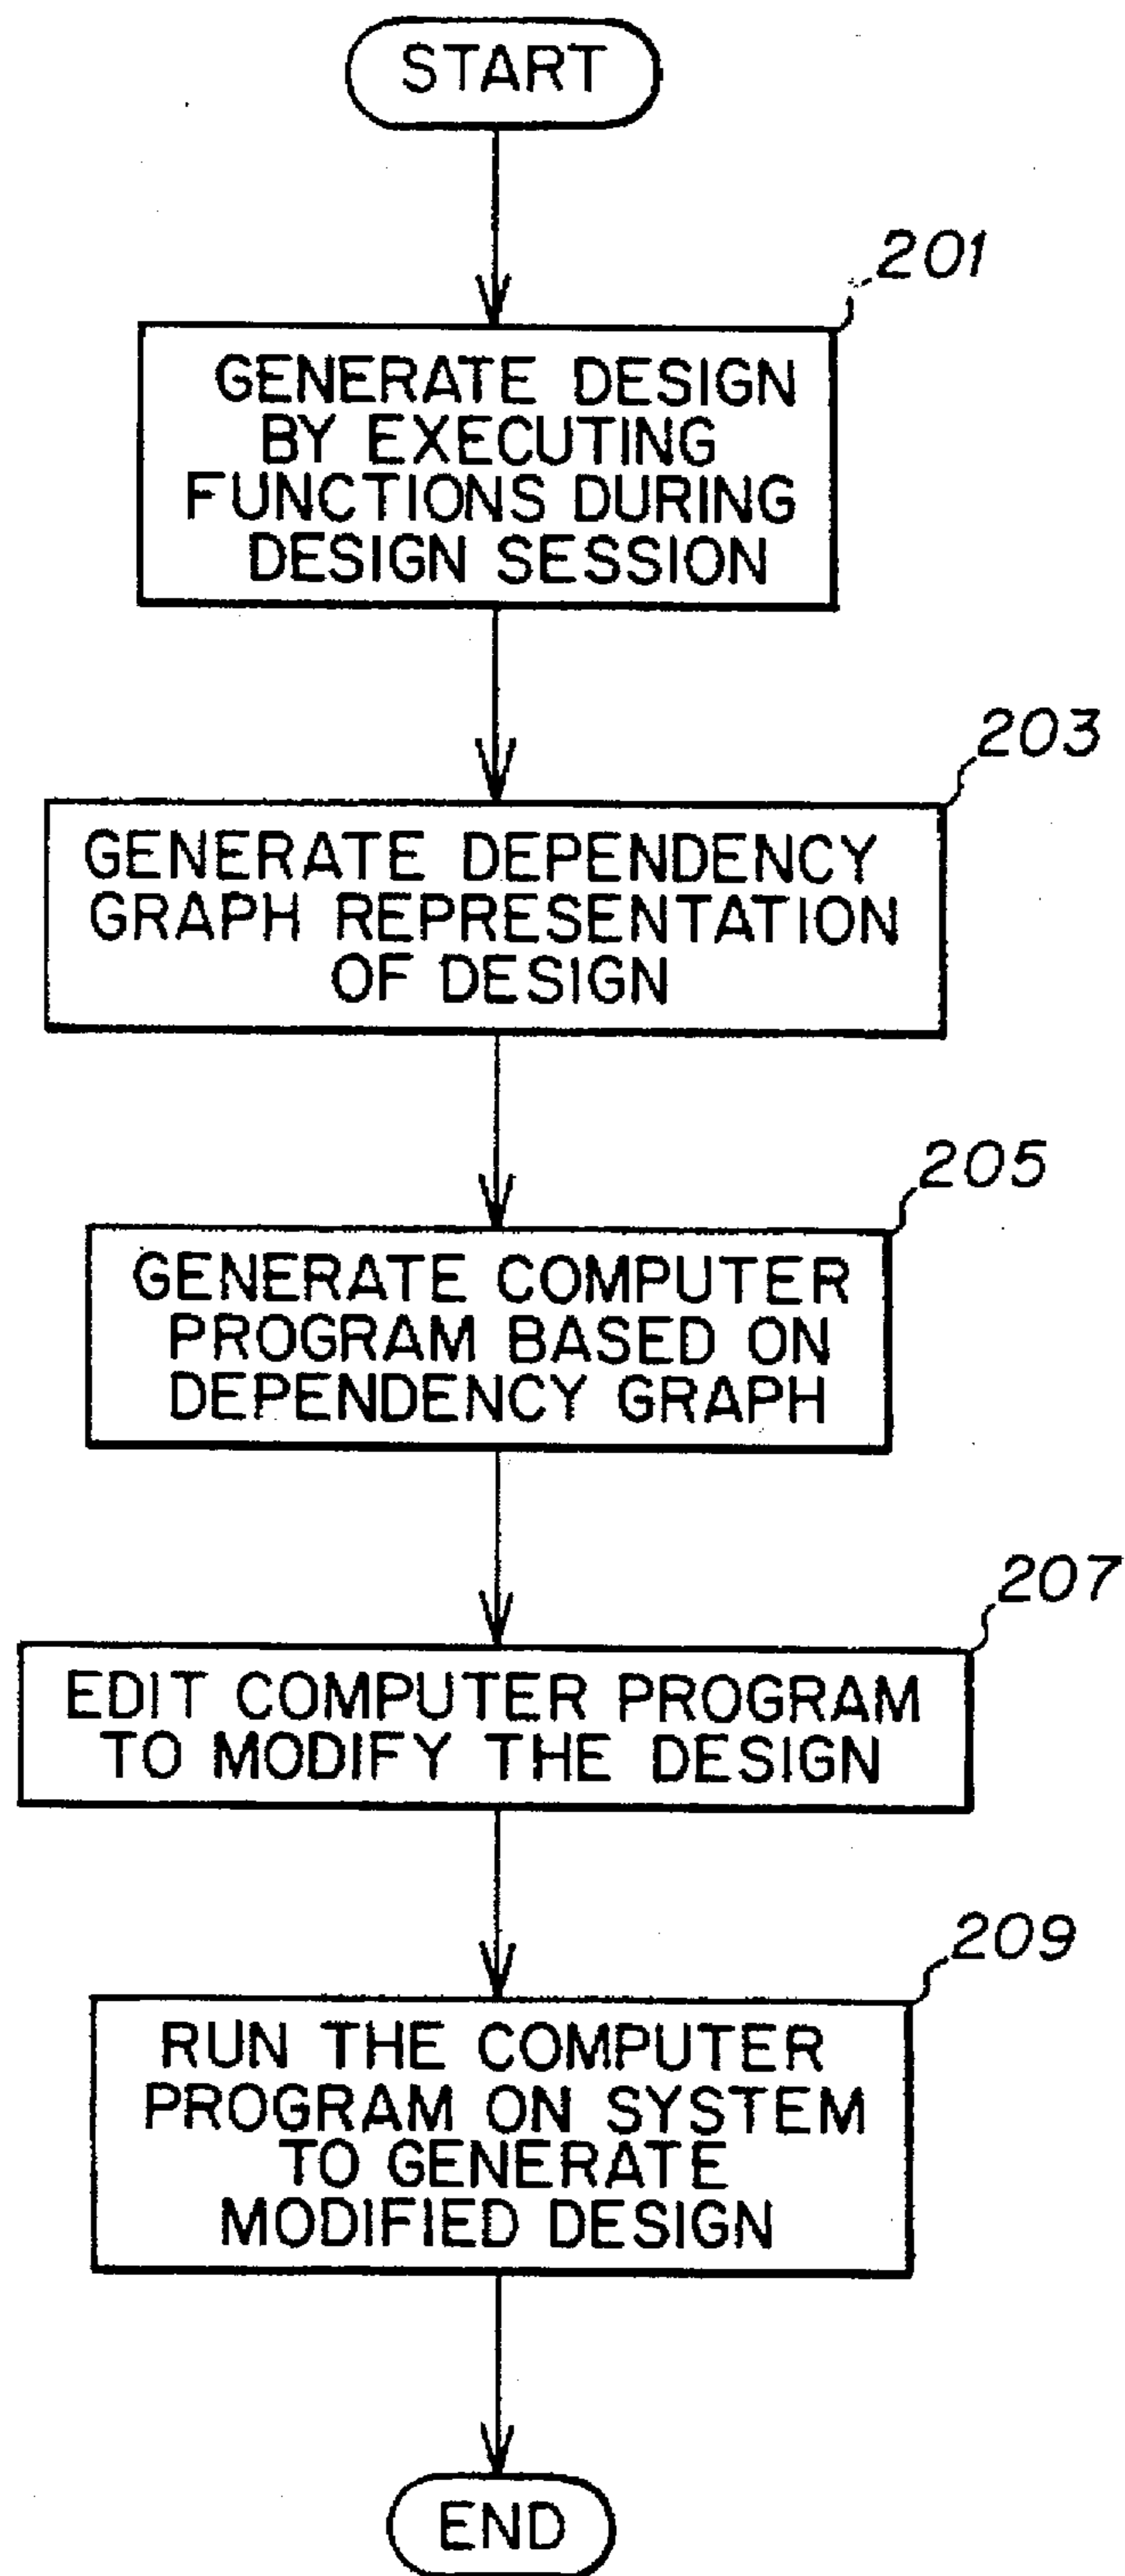 START
201
GENERATE DESIGN
BY EXECUTING
FUNCTIONS DURING
DESIGN SESSION
203
GENERATE DEPENDENCY
GRAPH REPRESENTATION
OF DESIGN
205
GENERATE COMPUTER
PROGRAM BASED ON
DEPENDENCY GRAPH
207
EDIT COMPUTER PROGRAM
TO MODIFY THE DESIGN
209
RUN THE COMPUTER
PROGRAM ON SYSTEM
TO GENERATE
MODIFIED DESIGN
END